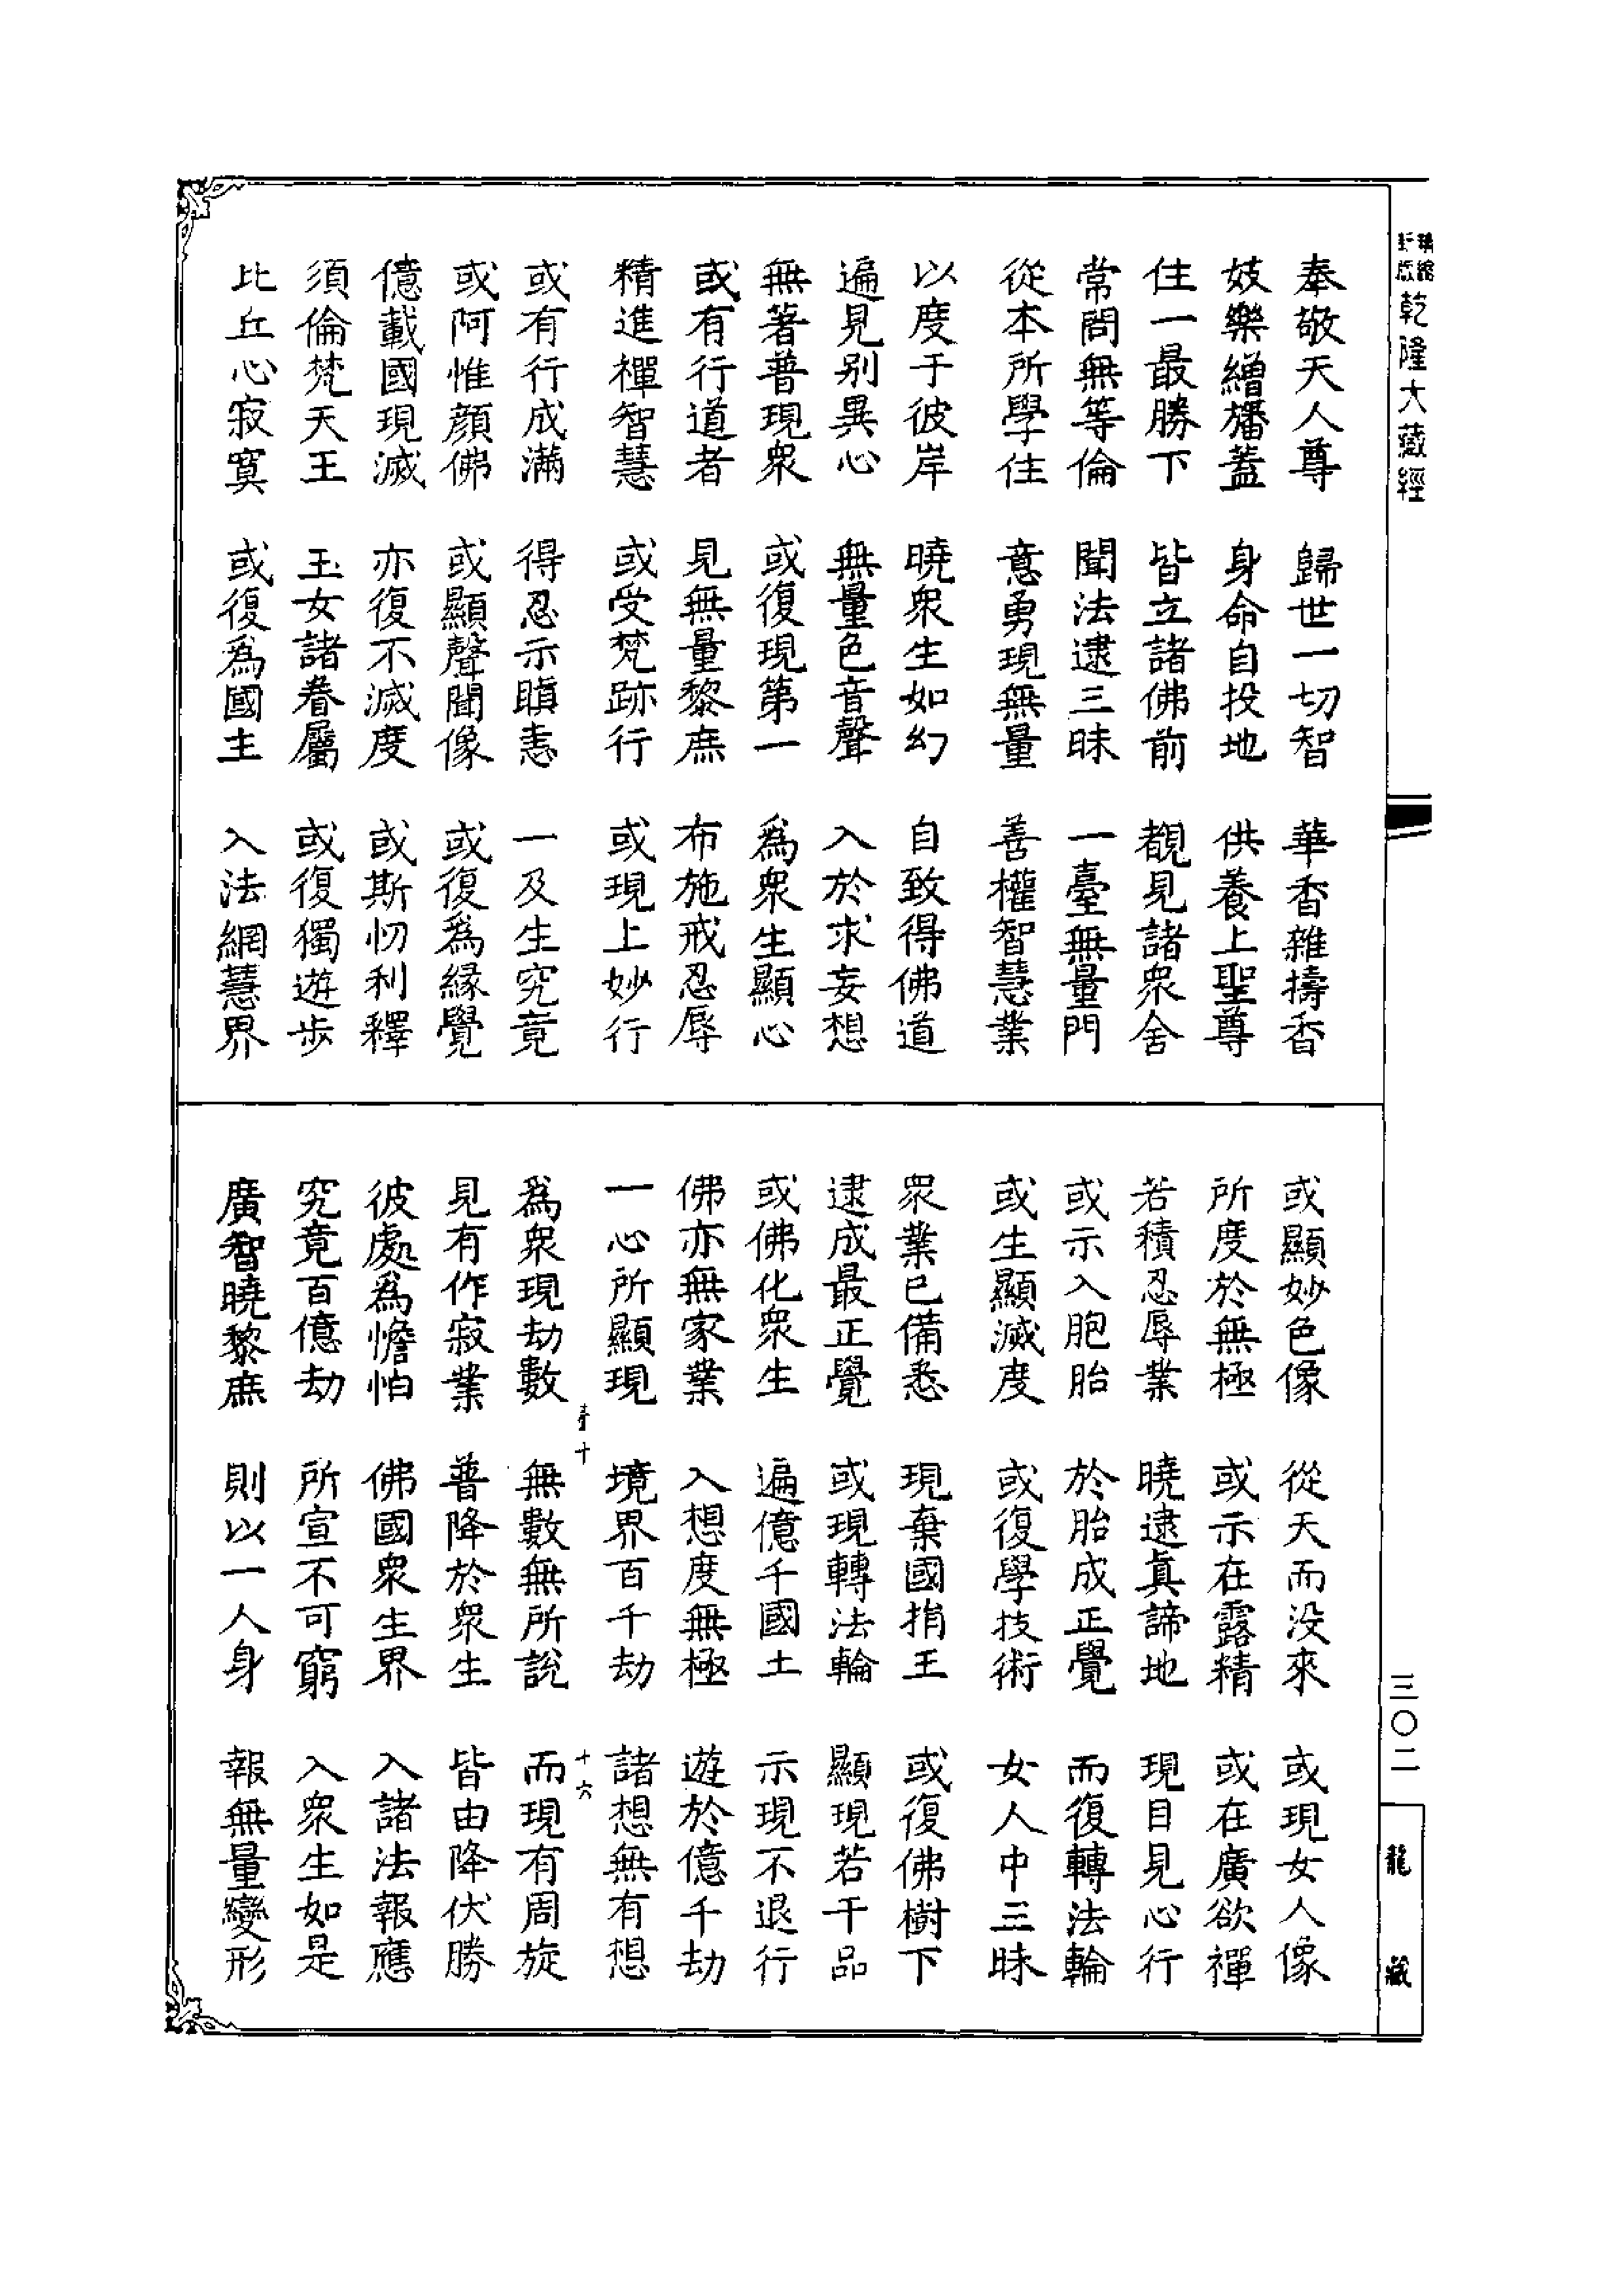 乾隆大藏經
奉敬天人尊　歸世一切智　華香雜擣香
妓樂繒旛蓋　身命自投地　供養上聖尊
住一最勝下　皆立諸佛前　覩見諸衆會
常問無等倫　聞法逮三昧　一臺無量門
從本所學住　意勇現無量　善權智慧業
以度于彼岸　曉衆生如幻　自致得佛道
遍見别異心　無量色音聲　入於求妄想
無著普現衆　或復現第一　爲衆生顯心
或有行道者　見無量黎庶　布施戒忍辱
精進禪智慧　或受梵跡行　或現上妙行
或有行成滿　得忍示瞋恚　一及生究竟
或阿惟顔佛　或顯聲聞像　或復爲緣覺
億載國現滅　亦復不滅度　或斯忉利釋
須倫梵天王　玉女諸眷屬　或復獨遊步
比丘心寂寞　或復爲國主　入法網慧界
或顯妙色像　從天而没來　或現女人像
所度於無極　或示在露精　或在廣欲禪
若積忍辱業　曉逮真諦地　現目見心行
或示入胞胎　於胎成正覺　而復轉法輪
或生顯滅度　或復學技術　女人中三昧
衆業已備悉　現棄國捐王　或復佛樹下
逮成最正覺　或現轉法輪　顯現若干品
或佛化衆生　遍億千國土　示現不退行
佛亦無家業　入想度無極　遊於億千劫
一心所顯現　境界百千劫　諸想無有想
十　十六
爲衆現劫數　無數無所說　而現有周旋
見有作寂業　普降於衆生　皆由降伏勝
彼處爲憺怕　佛國衆生界　入諸法報應
究竟百億劫　所宣不可窮　入衆生如是
廣智曉黎庶　則以一人身　報無量變形
三〇二
龍藏